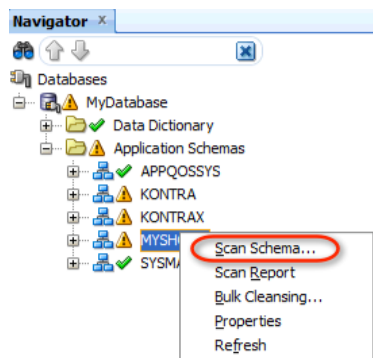 Navigator
Databases
MyDatabase
Data Dictionary
Application Schemas
APPQOSSYS
KONTRA
KONTRAX
Scan Schema...
Scan Report
Bulk Cleansing...
Properties
Refresh